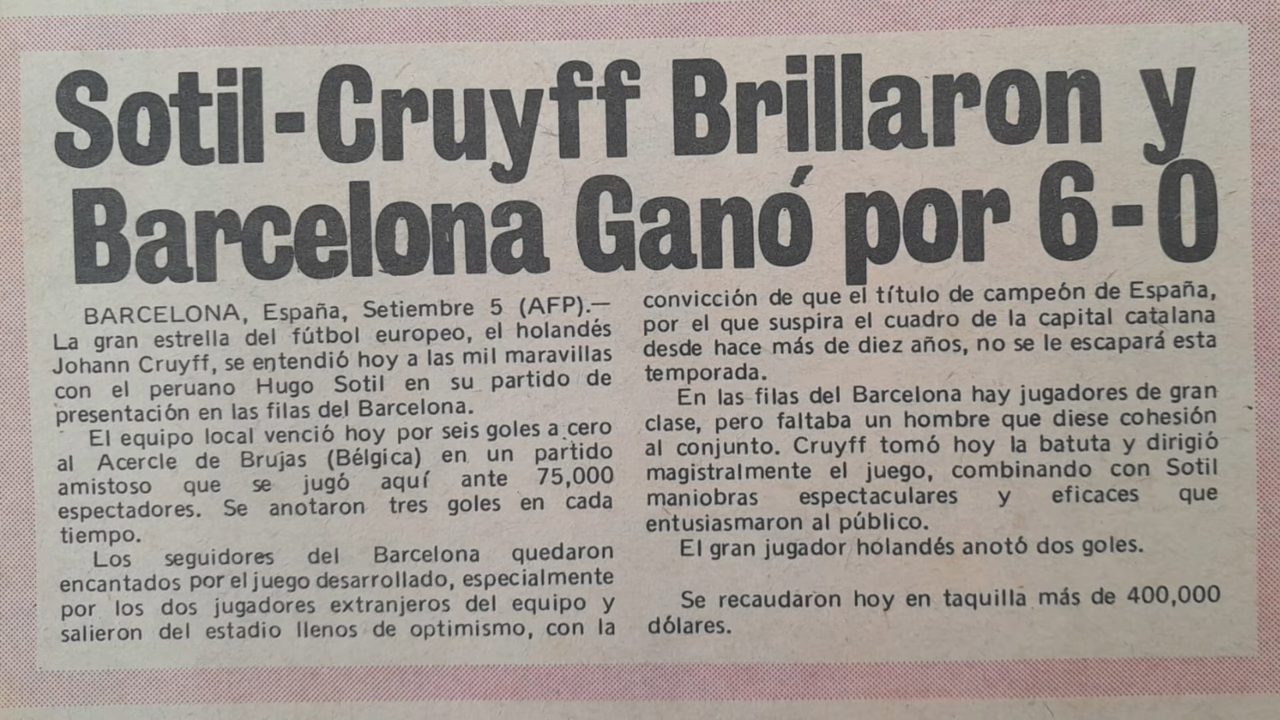 Sotil-Cruyff Brillaron y
Barcelona Ganó por 6-0
BARCELONA, España, Setiembre 5 (AFP).—
La gran estrella del fútbol europeo, el holandés
Johann Cruyff, se entendió hoy a las mil maravillas
con el peruano Hugo Sotil en su partido de
presentación en las filas del Barcelona.
El equipo local venció hoy por seis goles a cero
al Acercle de Brujas (Bélgica) en un partido
amistoso que se jugó aquí ante 75,000
espectadores. Se anotaron tres goles en cada
tiempo.
Los seguidores del Barcelona quedaron
encantados por el juego desarrollado, especialmente
por los dos jugadores extranjeros del equipo y
salieron del estadio llenos de optimismo, con la
convicción de que el título de campeón de España,
por el que suspira el cuadro de la capital catalana
desde hace más de diez años, no se le escapará esta
temporada.
En las filas del Barcelona hay jugadores de gran
clase, pero faltaba un hombre que diese cohesión
al conjunto. Cruyff tomó hoy la batuta y dirigió
magistralmente el juego, combinando con Sotil
maniobras espectaculares y eficaces que
entusiasmaron al público.
El gran jugador holandés anotó dos goles.
Se recaudaron hoy en taquilla más de 400,000
dólares.